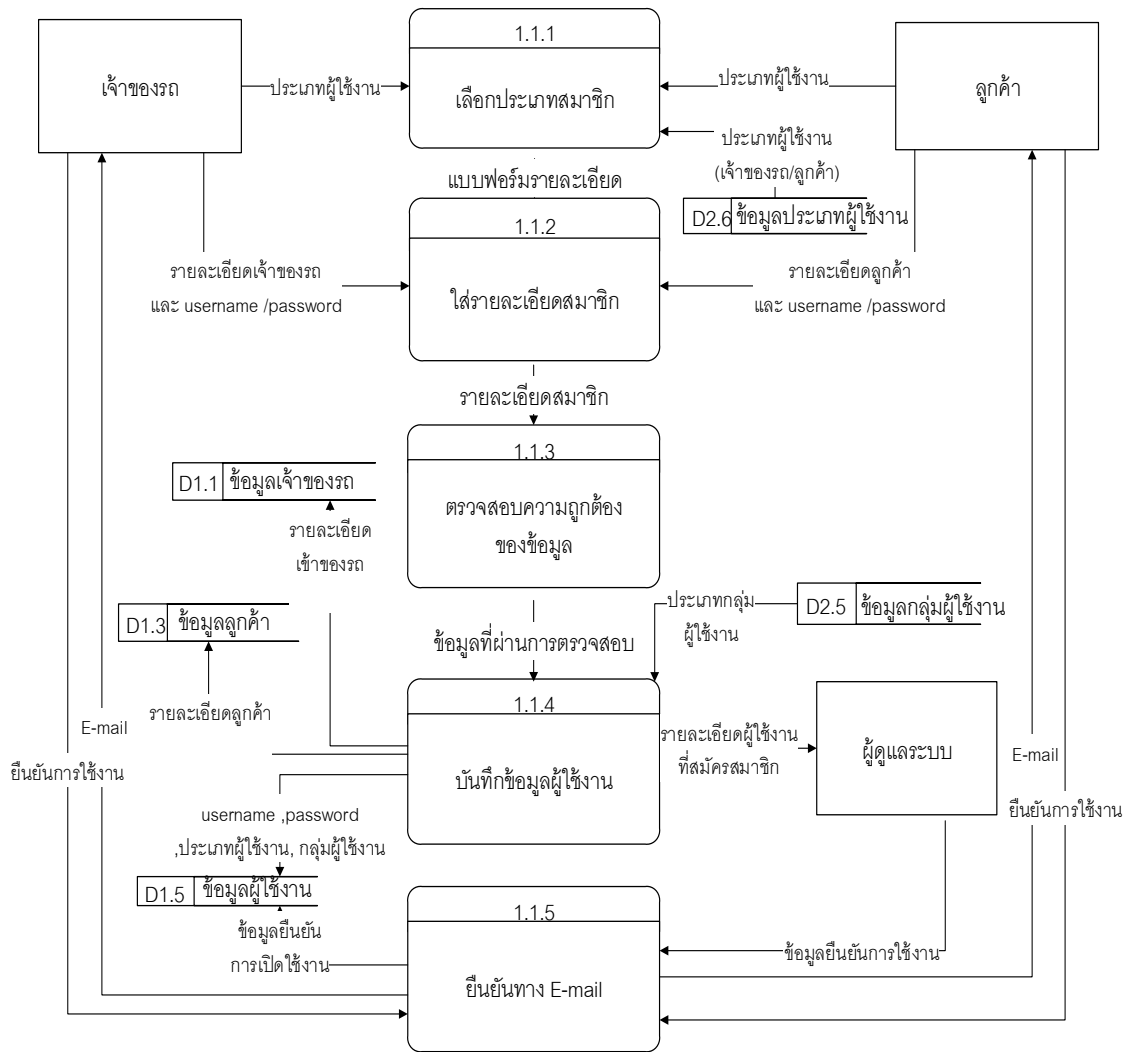 1.1.1
เจ้าของรถ
ประเภทผู้ใช้งาน
เลือกประเภทสมาชิก
ประเภทผู้ใช้งาน
ลูกค้า
ประเภทผู้ใช้งาน
(เจ้าของรถ/ลูกค้า)
แบบฟอร์มรายละเอียด
D2.6 ข้อมูลประเภทผู้ใช้งาน
1.1.2
รายละเอียดเจ้าของรถ
และ username /password
ใส่รายละเอียดสมาชิก
รายละเอียดลูกค้า
และ username /password
รายละเอียดสมาชิก
1.1.3
D1.1 ข้อมูลเจ้าของรถ
ตรวจสอบความถูกต้อง
ของข้อมูล
รายละเอียด
เข้าของรถ
D1.3 ข้อมูลลูกค้า
ประเภทกลุ่ม
ผู้ใช้งาน
D2.5 ข้อมูลกลุ่มผู้ใช้งาน
ข้อมูลที่ผ่านการตรวจสอบ
1.1.4
รายละเอียดลูกค้า
E-mail
ยืนยันการใช้งาน
บันทึกข้อมูลผู้ใช้งาน
รายละเอียดผู้ใช้งาน
ที่สมัครสมาชิก
ผู้ดูแลระบบ
E-mail
ยืนยันการใช้งาน
username ,password
,ประเภทผู้ใช้งาน, กลุ่มผู้ใช้งาน
D1.5 ข้อมูลผู้ใช้งาน
1.1.5
ข้อมูลยืนยัน
การเปิดใช้งาน
ข้อมูลยืนยันการใช้งาน
ยืนยันทาง E-mail